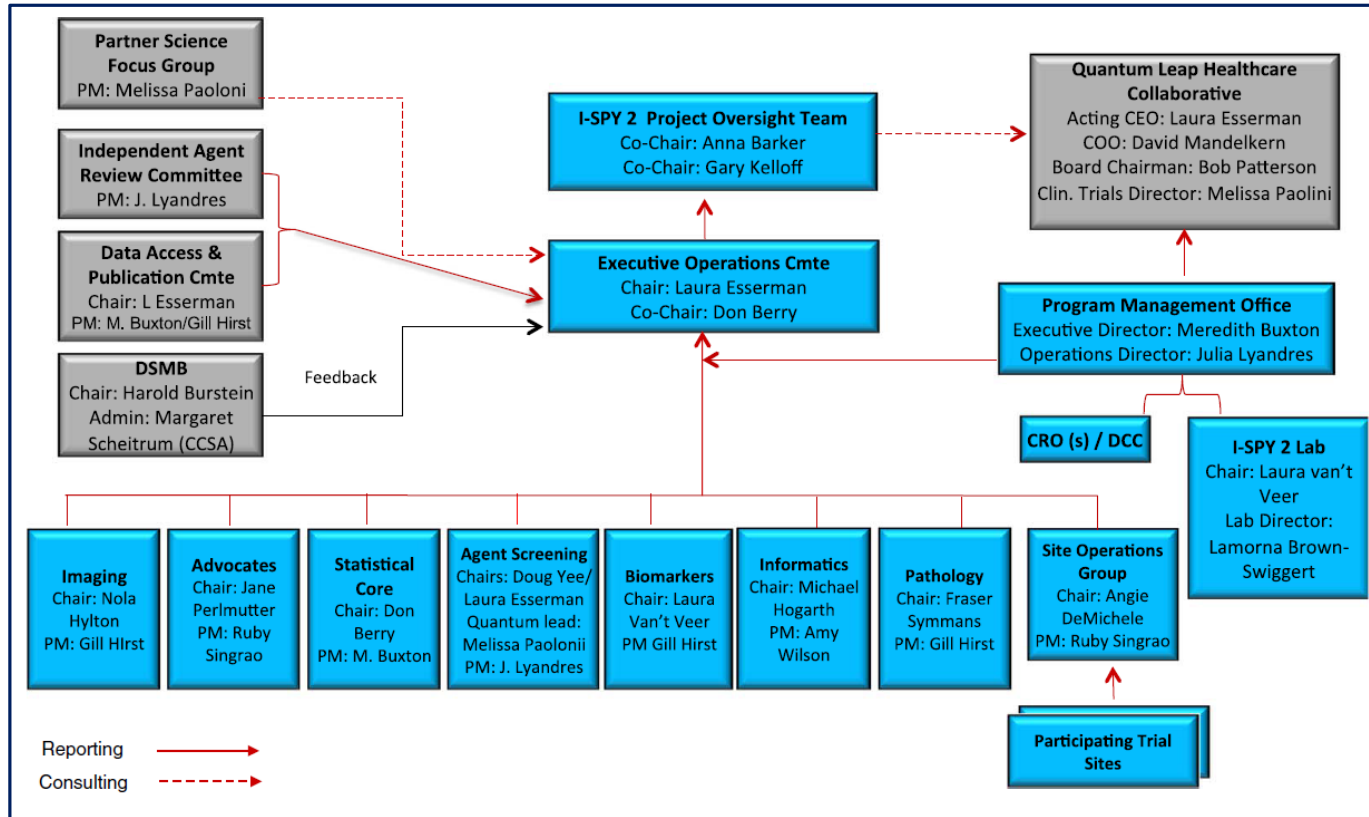 Partner Science
Focus Group
PM: Melissa Paoloni
Independent Agent
Review Committee
PM: J. Lyandres
Data Access &
Publication Cmte
Chair: L Esserman
PM: M. Buxton/Gill Hirst
DSMB
Chair: Harold Burstein
Admin: Margaret
Scheitrum (CCSA)
Feedback
I-SPY 2 Project Oversight Team
Co-Chair: Anna Barker
Co-Chair: Gary Kelloff
Executive Operations Cmte
Chair: Laura Esserman
Co-Chair: Don Berry
Quantum Leap Healthcare
Collaborative
Acting CEO: Laura Esserman
COO: David Mandelkern
Board Chairman: Bob Patterson
Clin. Trials Director: Melissa Paolini
Program Management Office
Executive Director: Meredith Buxton
Operations Director: Julia Lyandres
CRO (s) / DCC
I-SPY 2 Lab
Chair: Laura van’t
Veer
Lab Director:
Lamorna Brown-
Swiggert
Imaging
Chair: Nola
Hylton
PM: Gill HIrst
Advocates
Chair: Jane
Perlmutter
PM: Ruby
Singrao
Statistical
Core
Chair: Don
Berry
PM: M. Buxton
Agent Screening
Chairs: Doug Yee/
Laura Esserman
Quantum lead:
Melissa Paolonii
PM: J. Lyandres
Biomarkers
Chair: Laura
Van’t Veer
PM Gill Hirst
Informatics
Chair: Michael
Hogarth
PM: Amy
Wilson
Pathology
Chair: Fraser
Symmans
PM: Gill Hirst
Site Operations
Group
Chair: Angie
DeMichele
PM: Ruby Singrao
Participating Trial
Sites
Reporting
Consulting